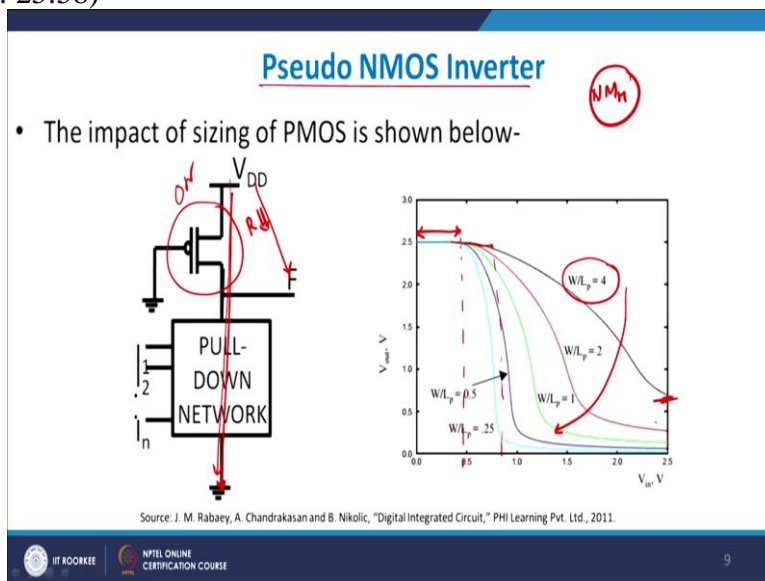 : 25:58)
Pseudo NMOS Inverter
NMH
• The impact of sizing of PMOS is shown below-
ON
VDD
R
F
PULL-
DOWN
NETWORK
I1
.2
In
3.0
2.5
2.0
1.5
1.0
0.5
0.0
Vout, V
W/Lp = 4
W/Lp = 2
W/Lp = 0.5
W/Lp = 1
W/Lp = .25
0.0 0.5 1.0 1.5 2.0 2.5
Vin, V
Source: J. M. Rabaey, A. Chandrakasan and B. Nikolic, “Digital Integrated Circuit,” PHI Learning Pvt. Ltd., 2011.
IIT ROORKEE
NPTEL ONLINE
CERTIFICATION COURSE
9